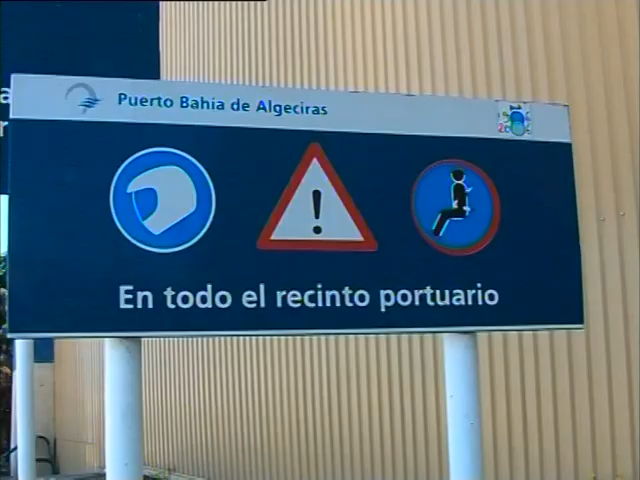 Puerto Bahía de Algeciras
En todo el recinto portuario